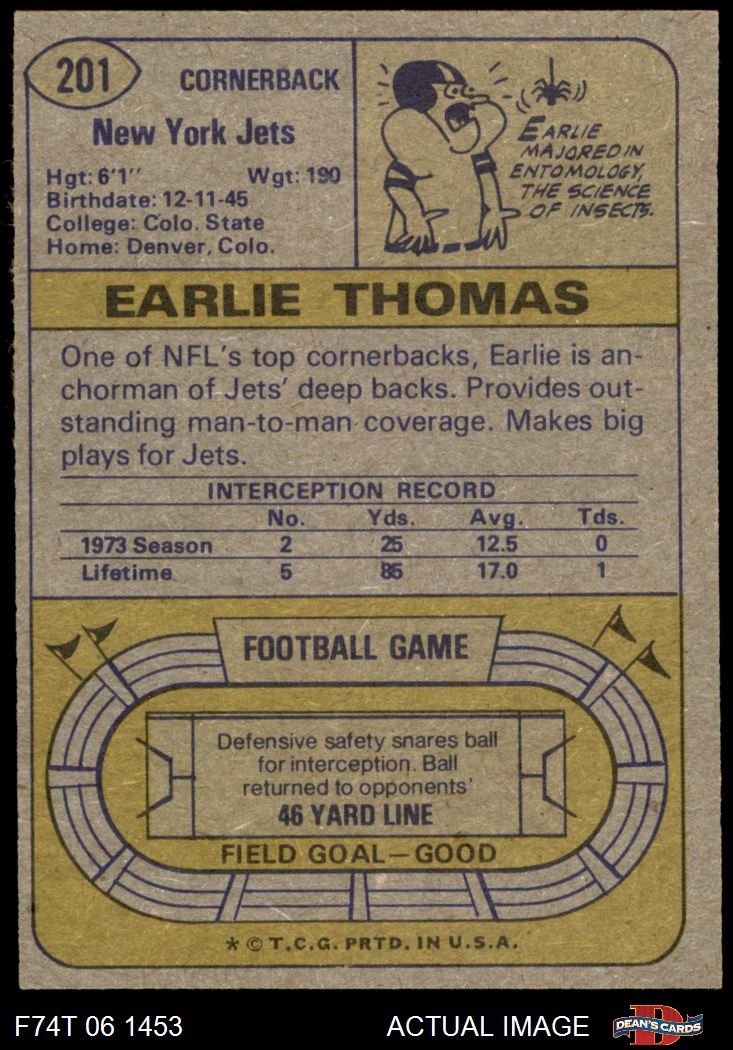 201
CORNERBACK
New York Jets
Hgt: 6'1" Wgt: 190
Birthdate: 12-11-45
College: Colo. State
Home: Denver, Colo.
EARLIE
MAJORED IN
ENTOMOLOGY,
THE SCIENCE
OF INSECTS.
EARLIE THOMAS
One of NFL's top cornerbacks, Earlie is an-
chorman of Jets' deep backs. Provides out-
standing man-to-man coverage. Makes big
plays for Jets.
INTERCEPTION RECORD
No. Yds. Avg. Tds.
1973 Season 2 25 12.5 0
Lifetime 5 85 17.0 1
FOOTBALL GAME
Defensive safety snares ball
for interception. Ball
returned to opponents'
46 YARD LINE
FIELD GOAL—GOOD
* © T.C.G. PRTD. IN U.S.A.
F74T 06 1453 ACTUAL IMAGE
D
DEAN'S CARDS